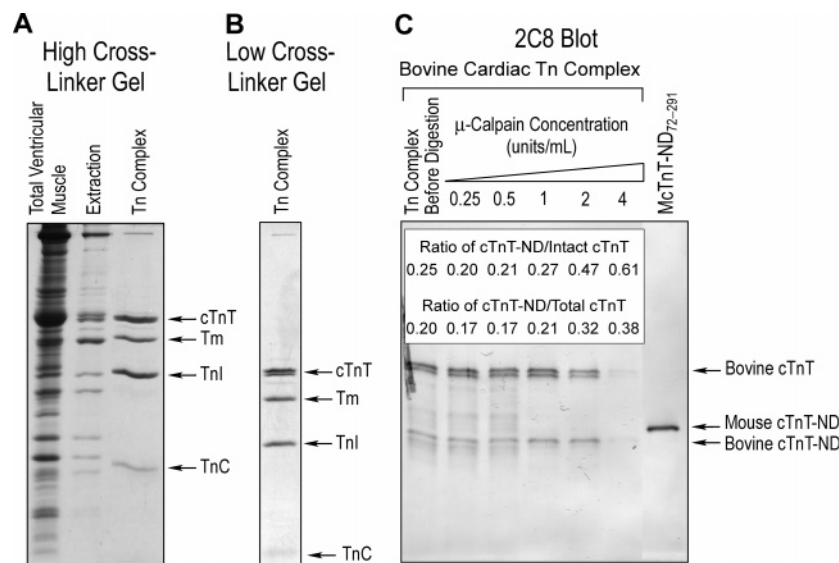 A
High Cross-
Linker Gel
Total Ventricular
Muscle
Extraction
Tn Complex
cTnT
Tm
TnI
TnC
B
Low Cross-
Linker Gel
Tn Complex
cTnT
Tm
TnI
TnC
C
2C8 Blot
Bovine Cardiac Tn Complex
Tn Complex
Before Digestion
μ-Calpain Concentration
(units/mL)
0.25 0.5 1 2 4
McTnT-ND72–291
Ratio of cTnT-ND/Intact cTnT
0.25 0.20 0.21 0.27 0.47 0.61
Ratio of cTnT-ND/Total cTnT
0.20 0.17 0.17 0.21 0.32 0.38
Bovine cTnT
Mouse cTnT-ND
Bovine cTnT-ND